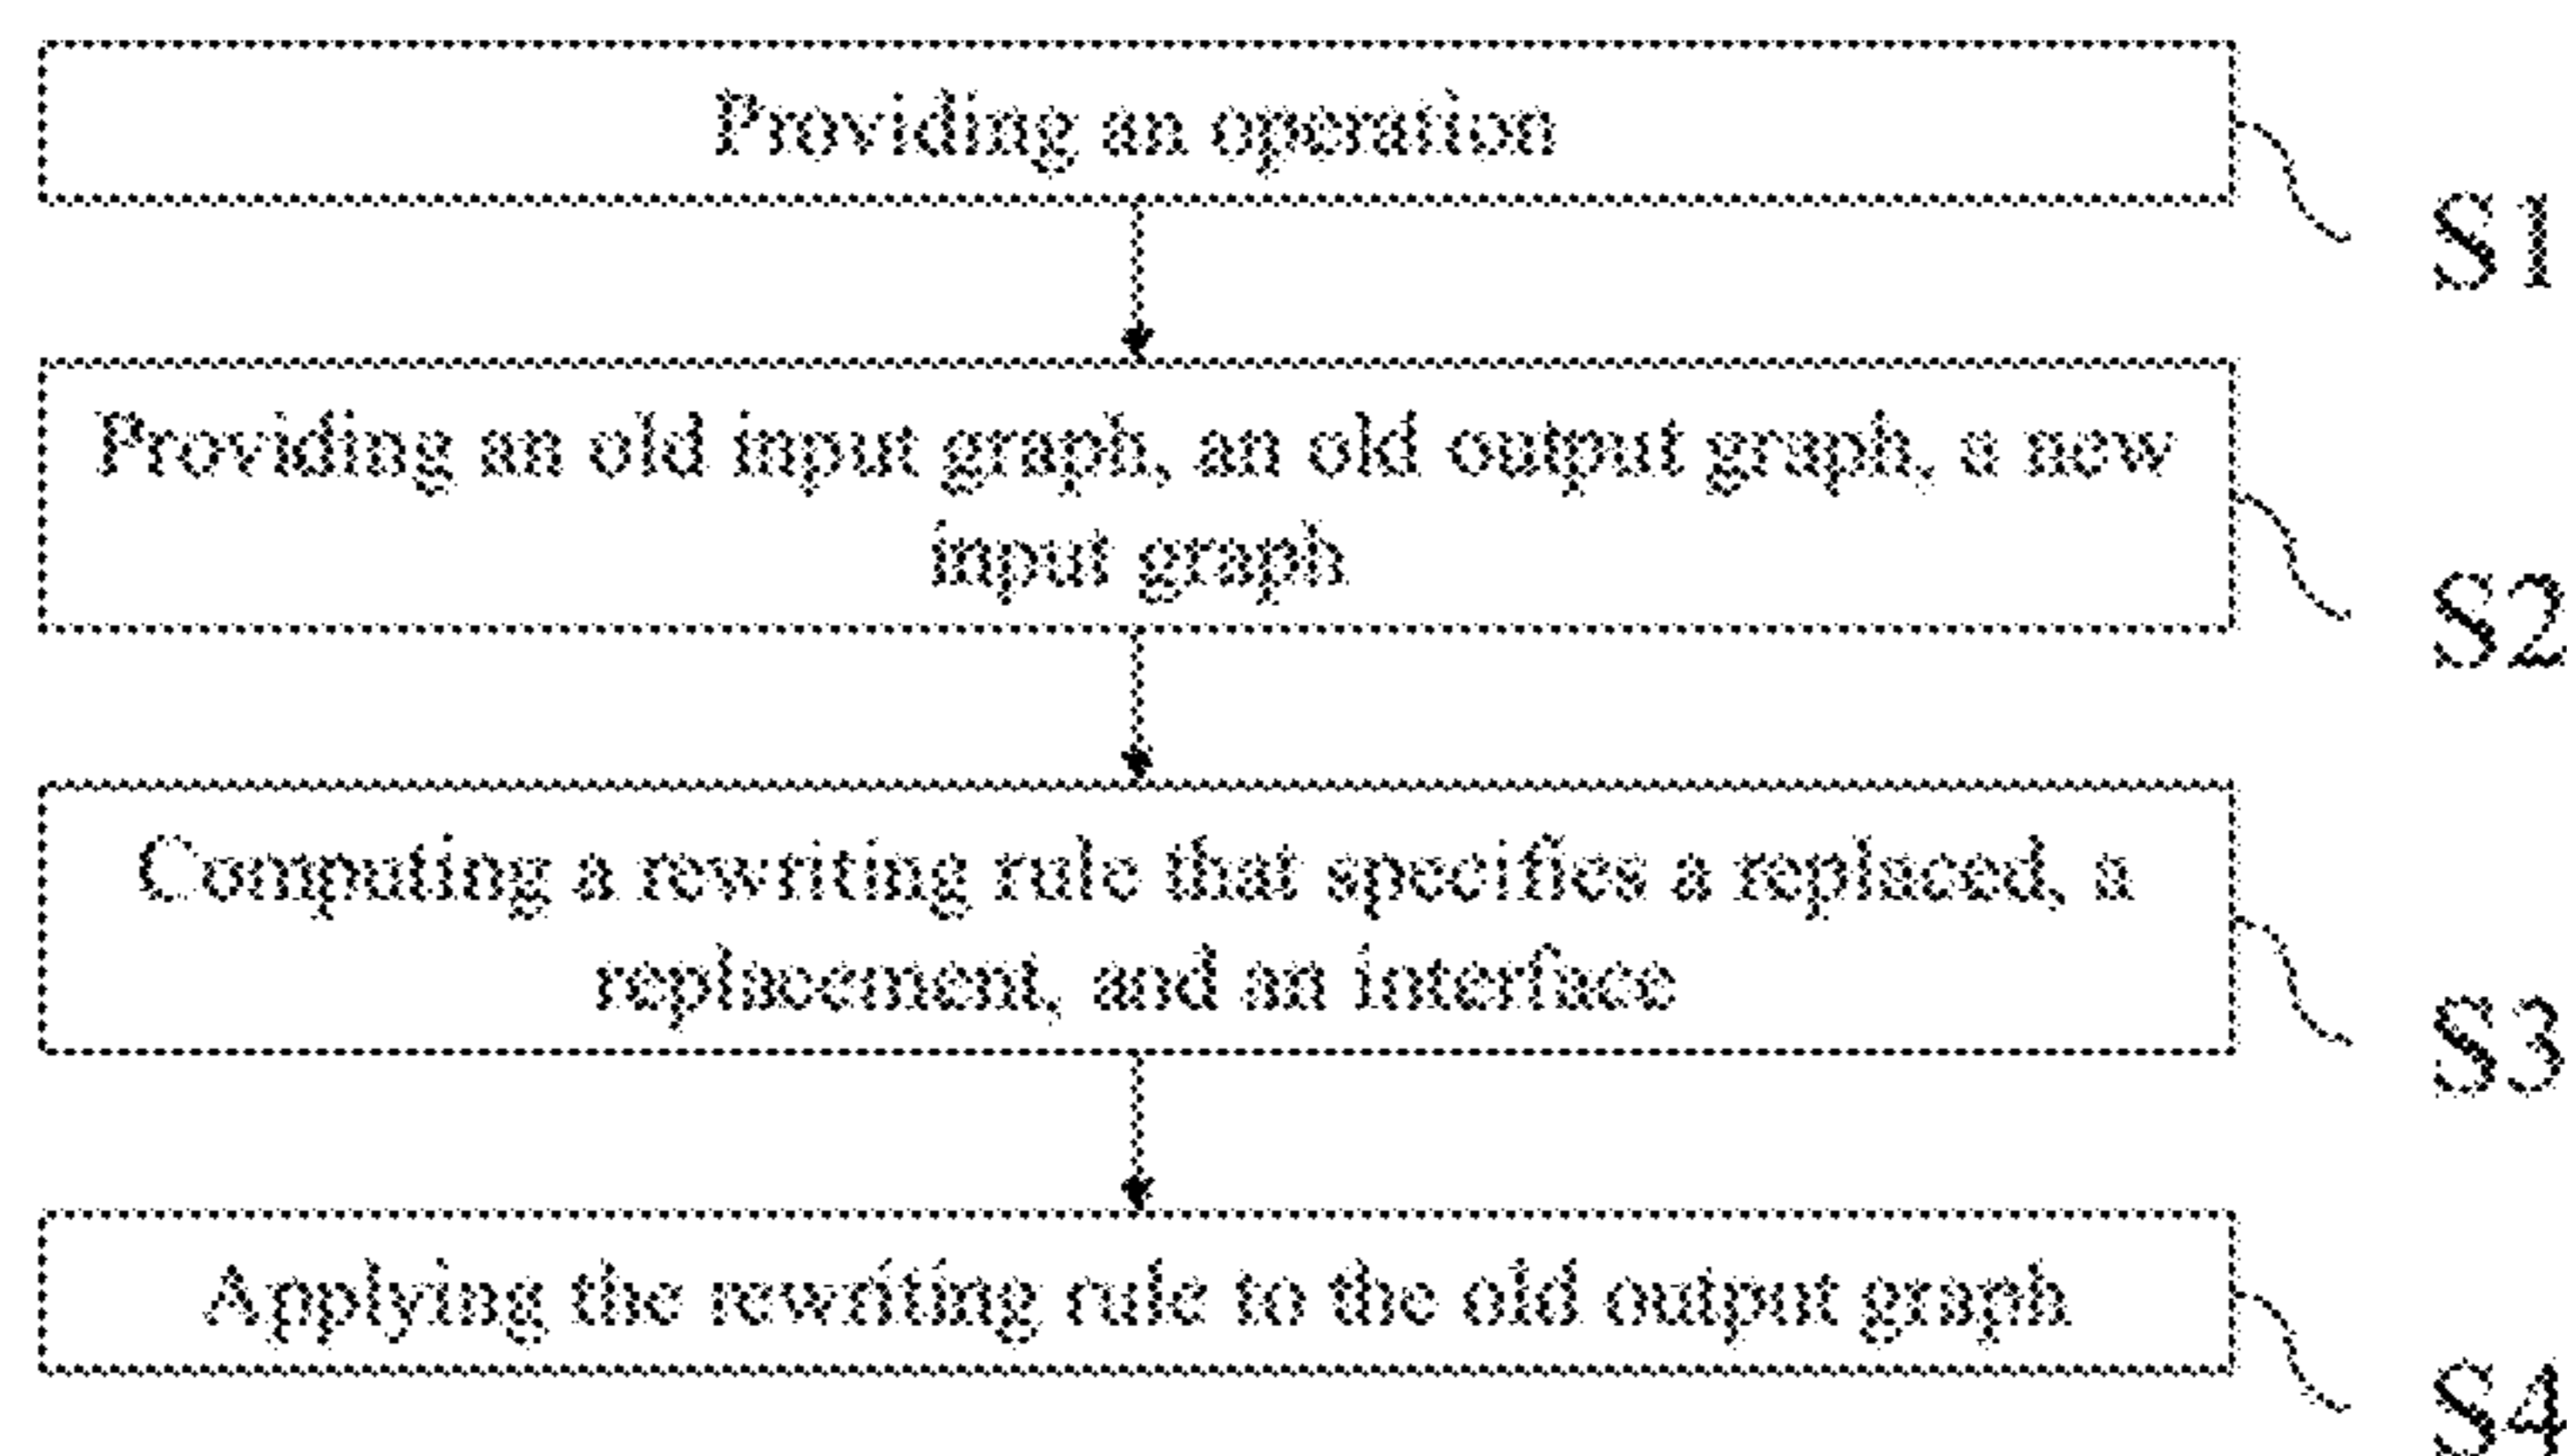 Providing an operation
S1
Providing an old input graph, an old output graph, a new
input graph
S2
Computing a rewriting rule that specifies a replaced, a
replacement, and an interface
S3
Applying the rewriting rule to the old output graph
S4